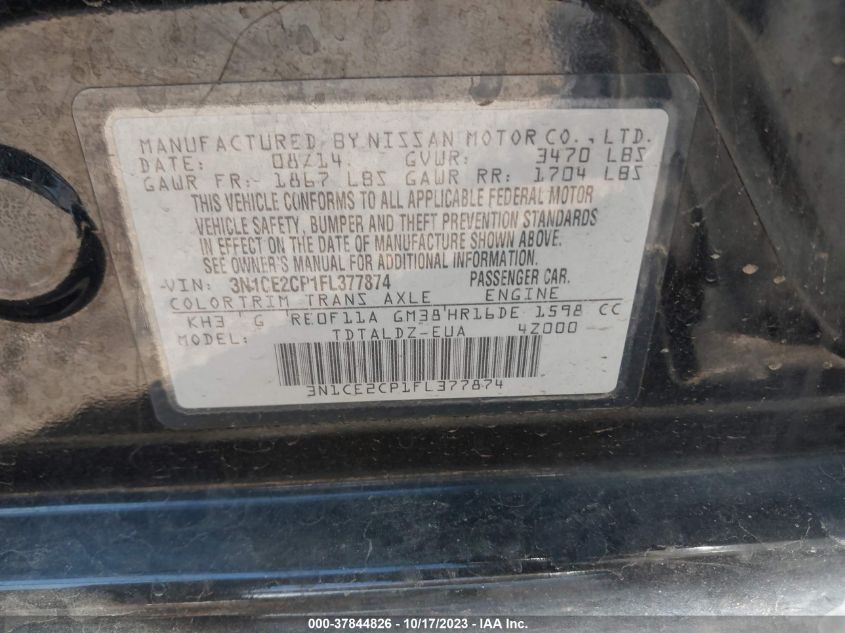 MANUFACTURED BY NISSAN MOTOR CO., LTD.
DATE: 08/14 GVWR: 3470 LBS
GAWR FR: 1867 LBS GAWR RR: 1704 LBS
THIS VEHICLE CONFORMS TO ALL APPLICABLE FEDERAL MOTOR
VEHICLE SAFETY, BUMPER AND THEFT PREVENTION STANDARDS
IN EFFECT ON THE DATE OF MANUFACTURE SHOWN ABOVE.
SEE OWNER'S MANUAL FOR ADDITIONAL INFORMATION.
VIN: 3N1CE2CP1FL377874 PASSENGER CAR.
COLOR TRIM TRANS AXLE ENGINE
KH3 G RE0F11A GM38 HR16DE 1598 CC
MODEL: TDTALDZ-EUA 4Z000
3N1CE2CP1FL377874
000-37844826 - 10/17/2023 - IAA Inc.